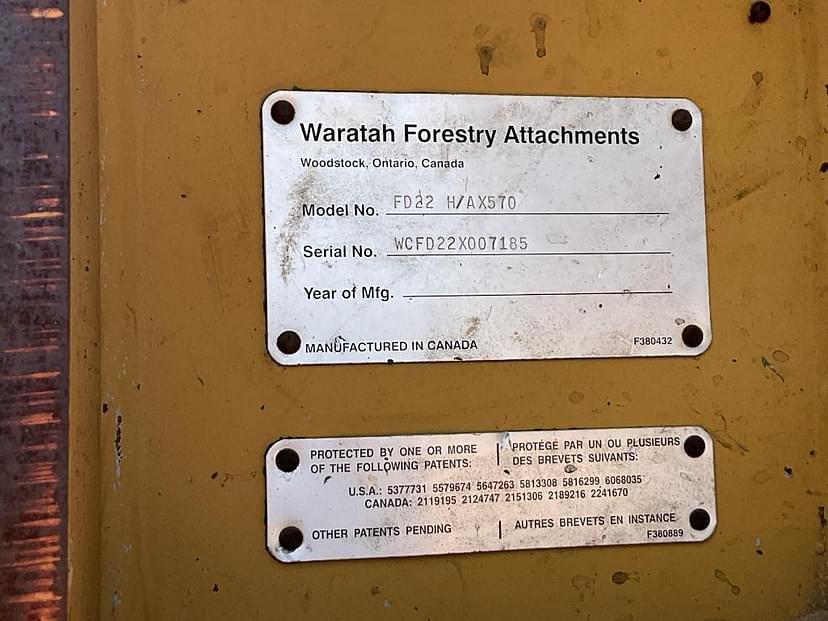 Waratah Forestry Attachments
Woodstock, Ontario, Canada
Model No. FD22 H/AX570
Serial No. WCFD22X007185
Year of Mfg.
MANUFACTURED IN CANADA F380432
PROTECTED BY ONE OR MORE | PROTÉGÉ PAR UN OU PLUSIEURS
OF THE FOLLOWING PATENTS: | DES BREVETS SUIVANTS:
U.S.A.: 5377731 5579674 5647263 5813308 5816299 6068035
CANADA: 2119195 2124747 2151306 2189216 2241670
OTHER PATENTS PENDING | AUTRES BREVETS EN INSTANCE
F380889